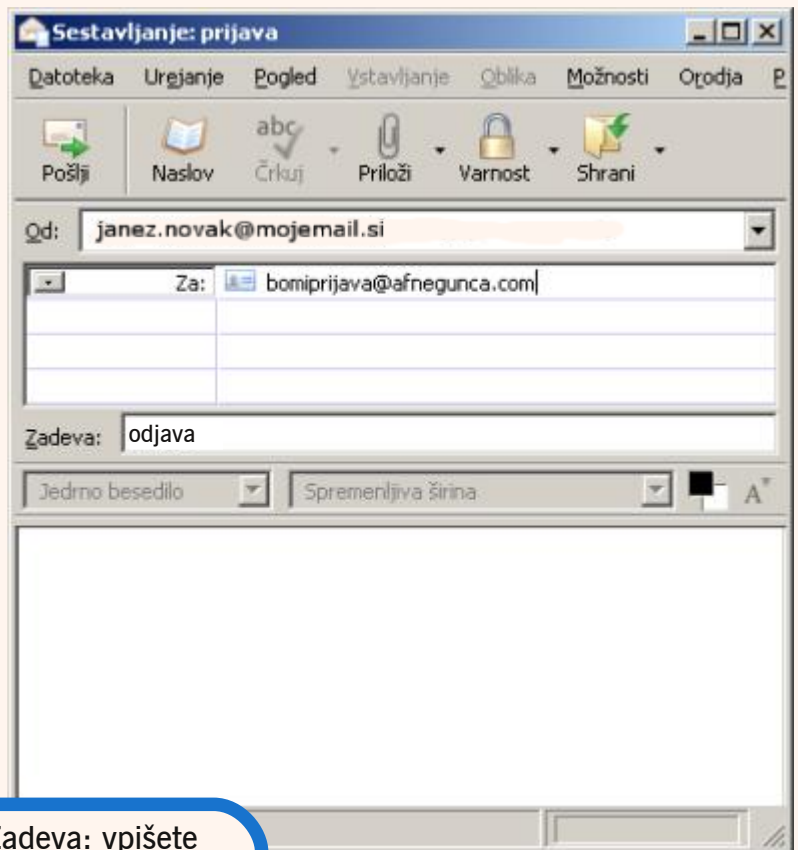 Sestavljanje: prijava
Datoteka Urejanje Pogled Vstavljanje Oblika Možnosti Orodja P
Pošlji Naslov Črkuj Priloži Varnost Shrani
Od: janez.novak@mojemail.si
Za: bomiprijava@afnegunca.com
Zadeva: odjava
Jedrno besedilo Spremenljiva širina A
Zadeva: vpišete